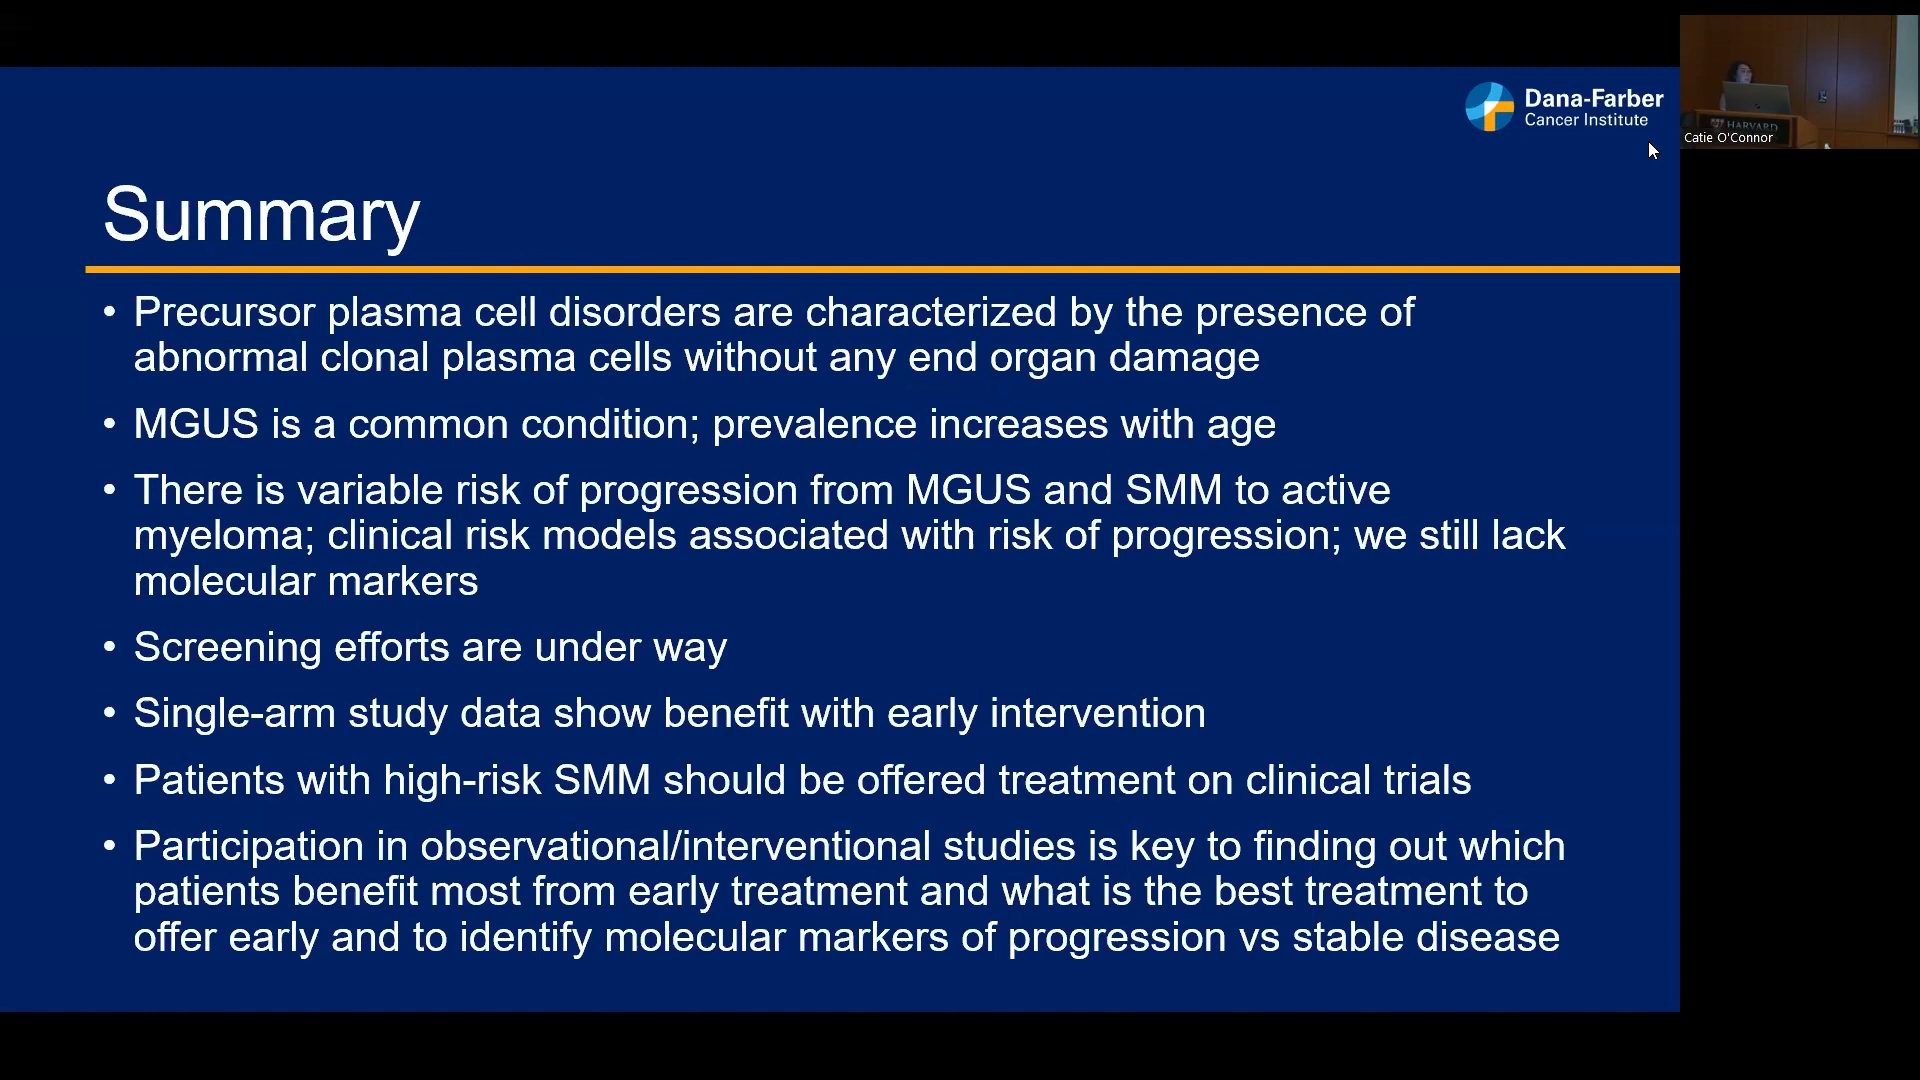 Dana-Farber
Cancer Institute
HARVARD
Catie O'Connor
Summary
• Precursor plasma cell disorders are characterized by the presence of
abnormal clonal plasma cells without any end organ damage
• MGUS is a common condition; prevalence increases with age
• There is variable risk of progression from MGUS and SMM to active
myeloma; clinical risk models associated with risk of progression; we still lack
molecular markers
• Screening efforts are under way
• Single-arm study data show benefit with early intervention
• Patients with high-risk SMM should be offered treatment on clinical trials
• Participation in observational/interventional studies is key to finding out which
patients benefit most from early treatment and what is the best treatment to
offer early and to identify molecular markers of progression vs stable disease